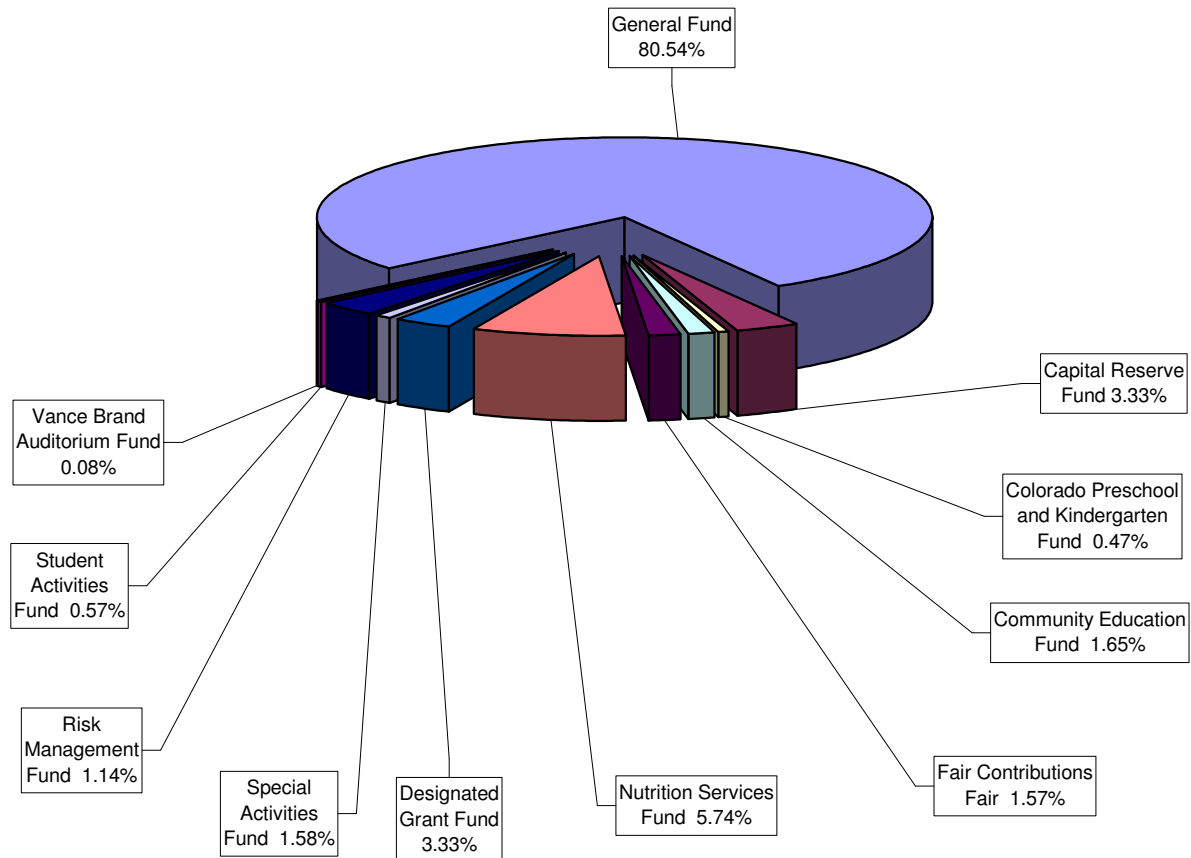 General Fund
80.54%
Capital Reserve
Fund 3.33%
Vance Brand
Auditorium Fund
0.08%
Colorado Preschool
and Kindergarten
Fund 0.47%
Student
Activities
Fund 0.57%
Community Education
Fund 1.65%
Risk
Management
Fund 1.14%
Special
Activities
Fund 1.58%
Designated
Grant Fund
3.33%
Nutrition Services
Fund 5.74%
Fair Contributions
Fair 1.57%